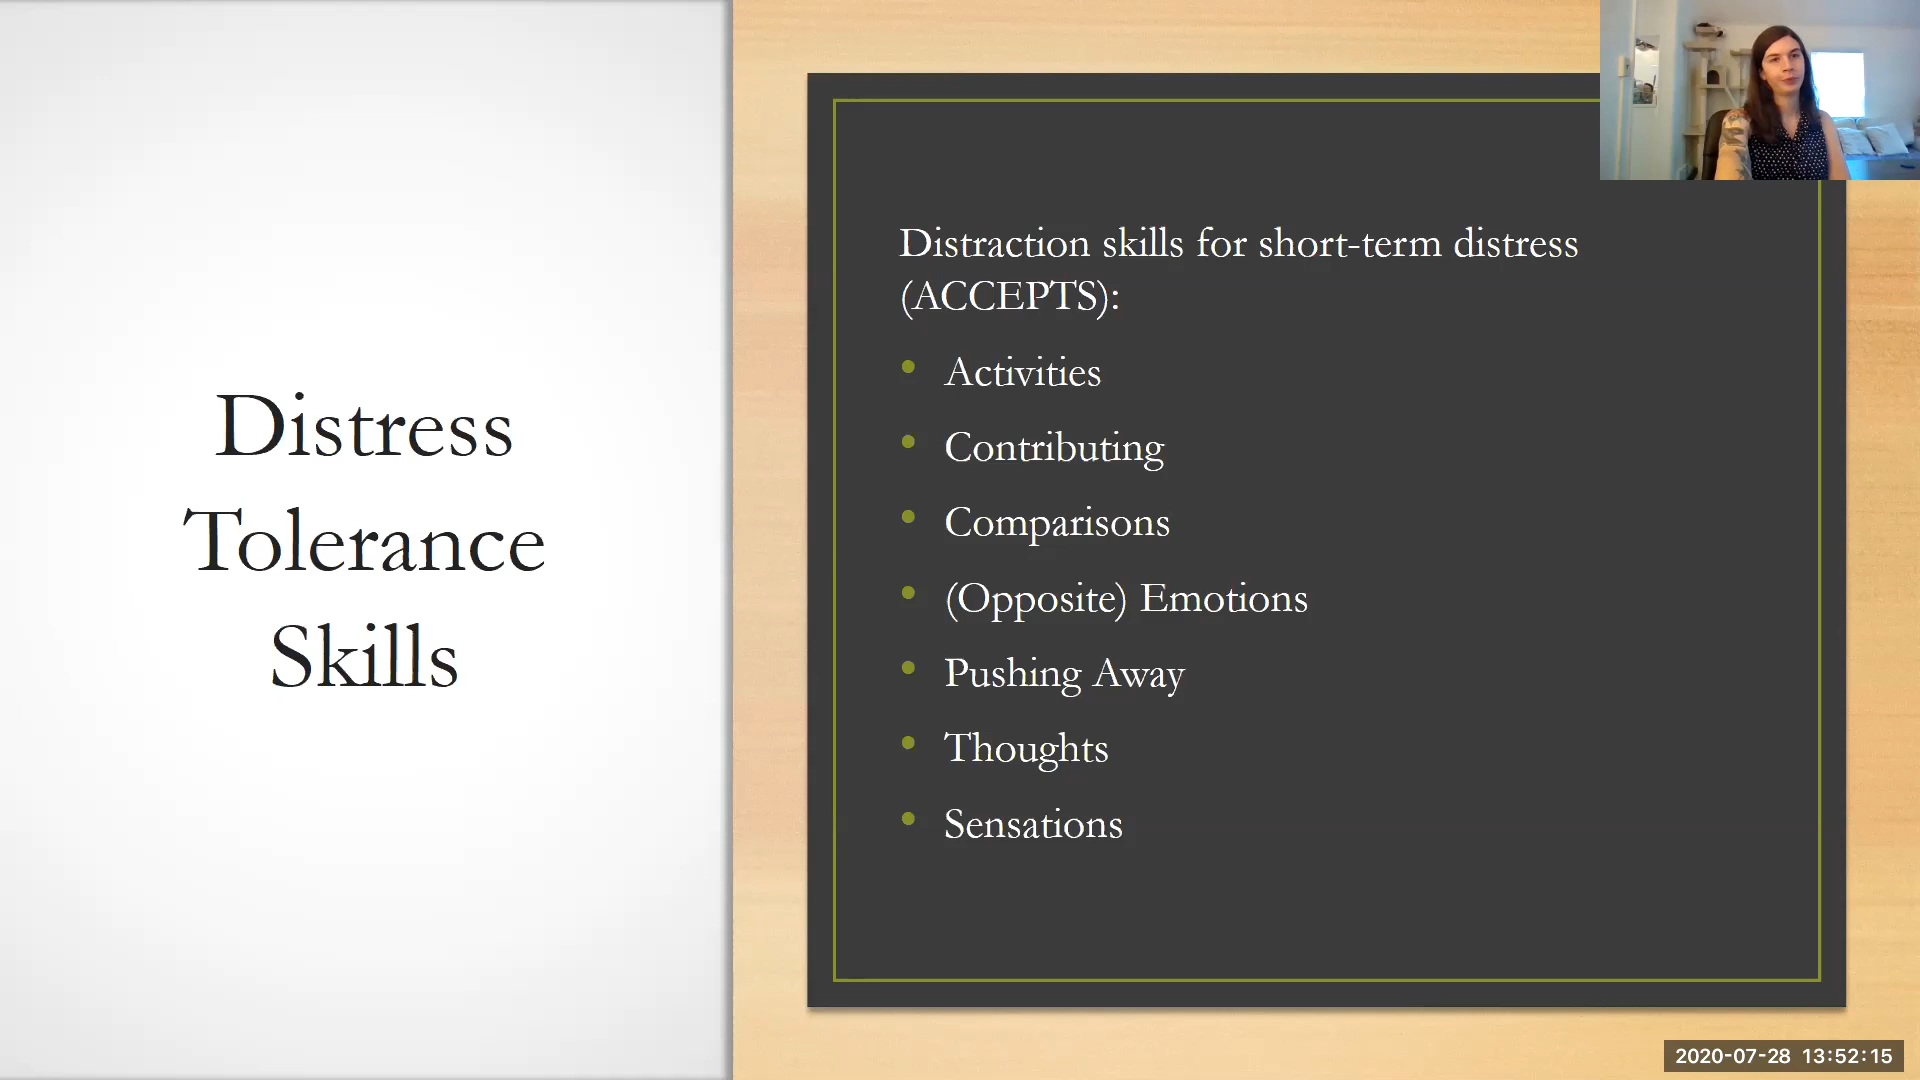 Distress
Tolerance
Skills
Distraction skills for short-term distress
(ACCEPTS):
• Activities
• Contributing
• Comparisons
• (Opposite) Emotions
• Pushing Away
• Thoughts
• Sensations
2020-07-28 13:52:15